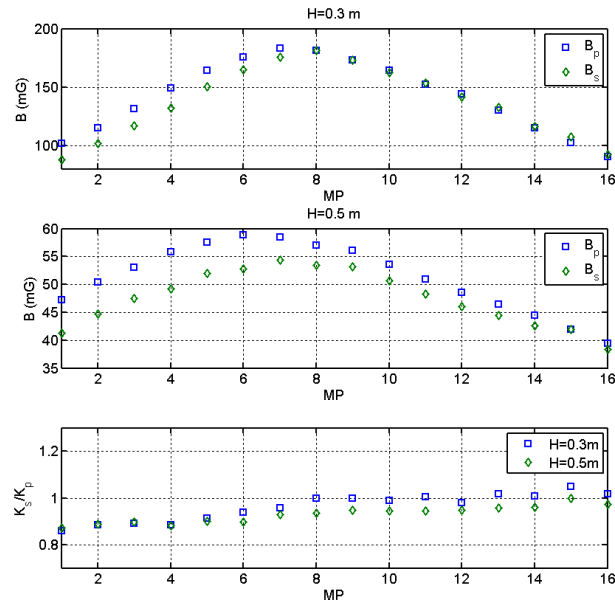 H=0.3 m
200
150
100
B (mG)
B_p
B_s
2 4 6 8 10 12 14 16
MP
H=0.5 m
60
55
50
45
40
35
B (mG)
B_p
B_s
2 4 6 8 10 12 14 16
MP
1.2
1
0.8
K_s/K_p
H=0.3m
H=0.5m
2 4 6 8 10 12 14 16
MP